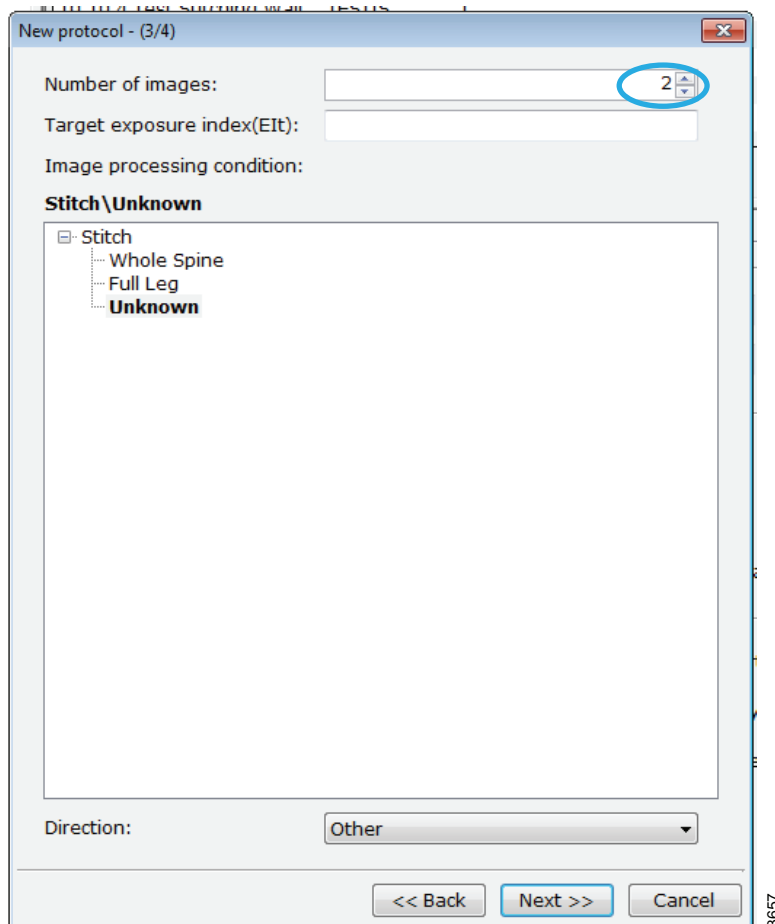 New protocol - (3/4)
Number of images: 2
Target exposure index(EIt):
Image processing condition:
Stitch\Unknown
Stitch
Whole Spine
Full Leg
Unknown
Direction: Other
<< Back Next >> Cancel